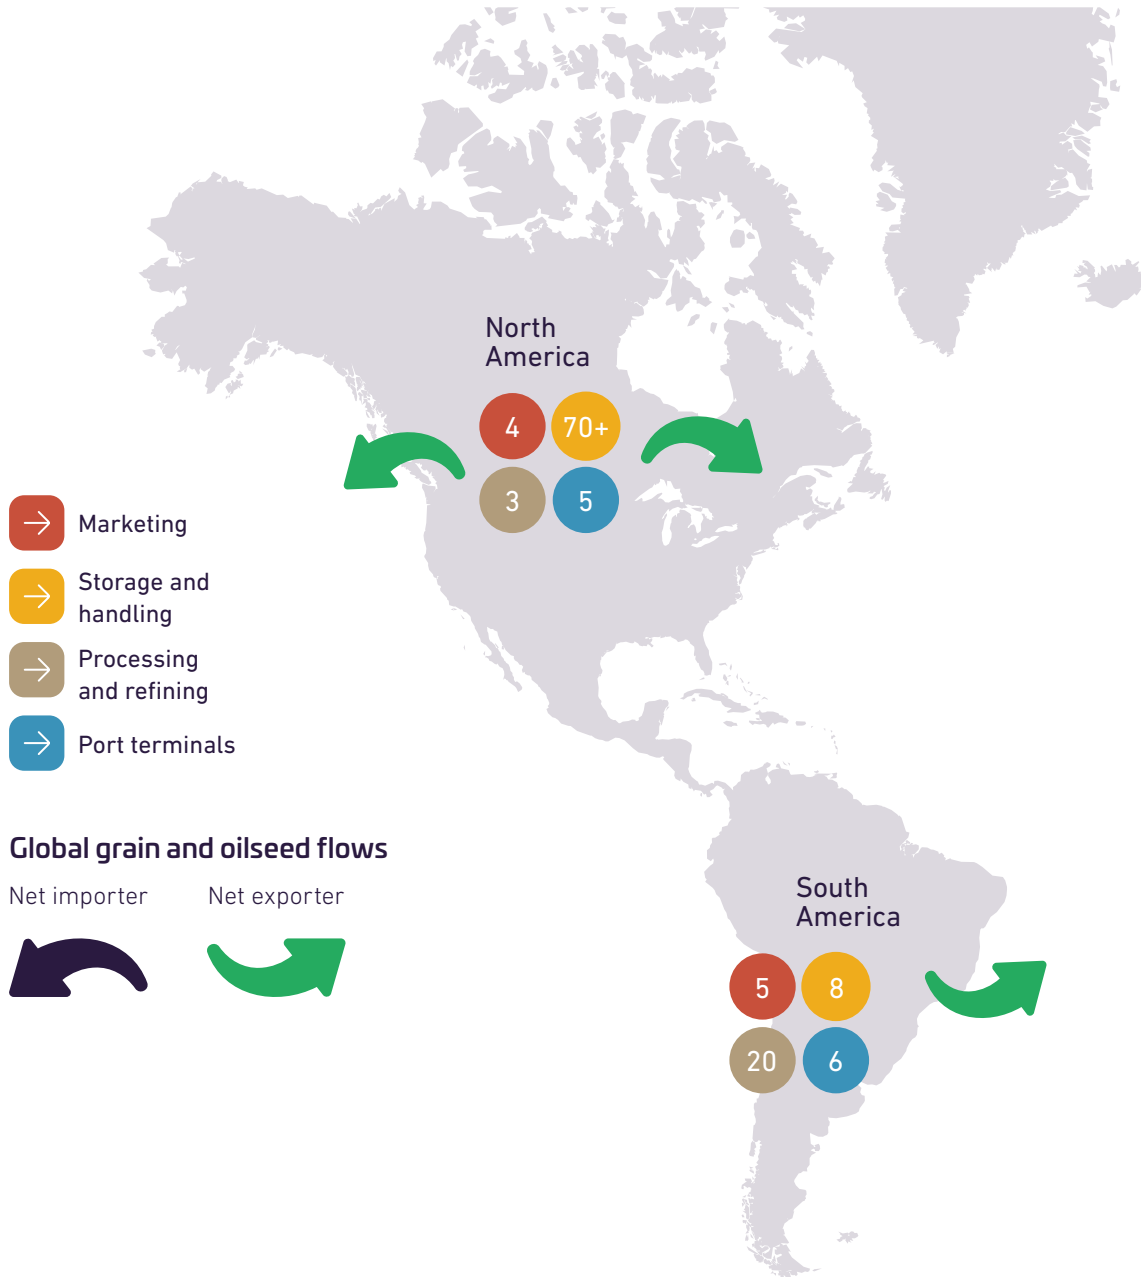 North
America
4
70+
3
5
Marketing
Storage and
handling
Processing
and refining
Port terminals
Global grain and oilseed flows
Net importer
Net exporter
South
America
5
8
20
6